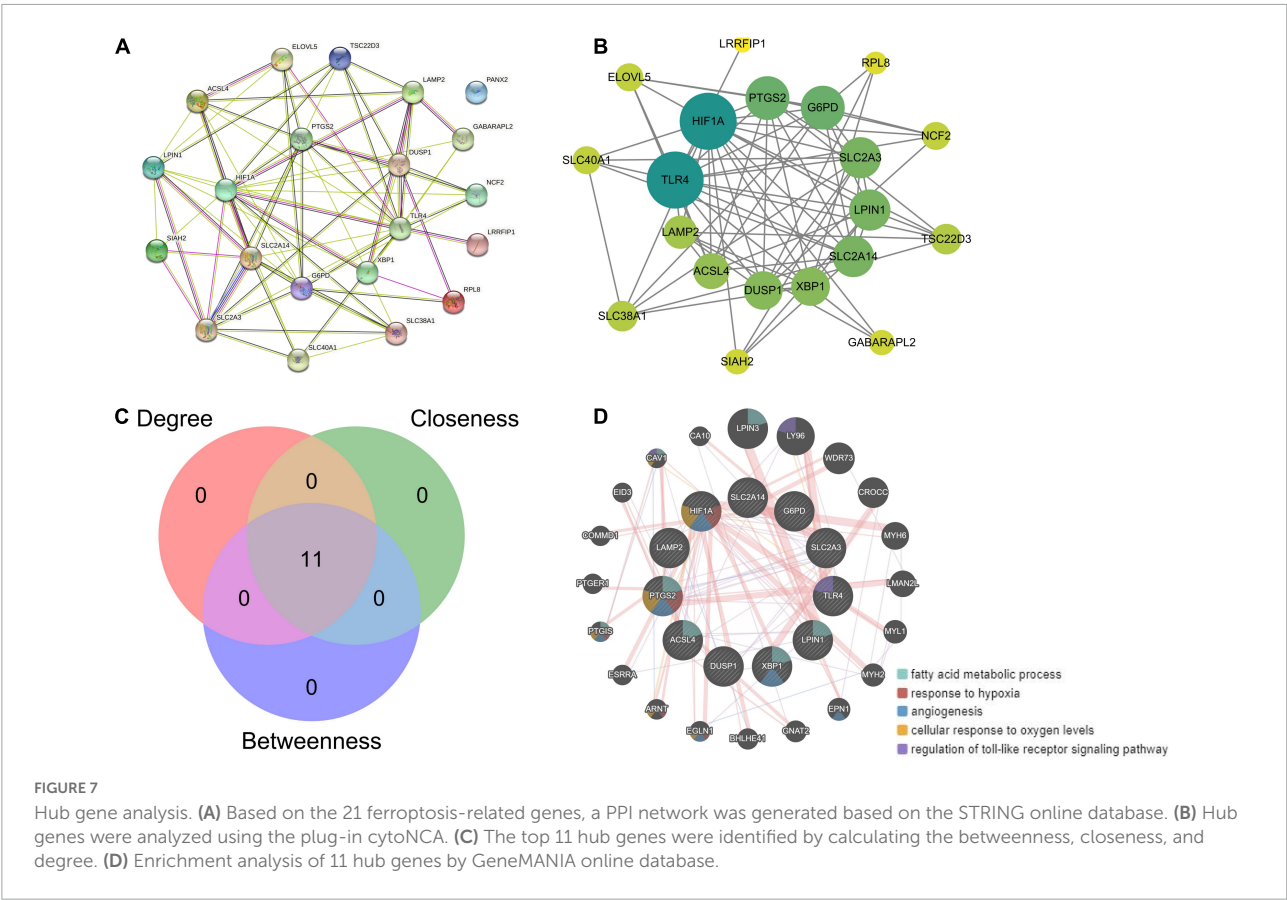 A
ELOVL5
TSC22D3
ACSL4
LAMP2
PANX2
PTGS2
GABARAPL2
LPIN1
DUSP1
HIF1A
NCF2
TLR4
LRRFIP1
SIAH2
SLC2A14
XBP1
G6PD
RPL8
SLC2A3
SLC38A1
SLC40A1
B
LRRFIP1
RPL8
ELOVL5
PTGS2
G6PD
HIF1A
NCF2
SLC40A1
SLC2A3
TLR4
LPIN1
LAMP2
TSC22D3
SLC2A14
ACSL4
DUSP1
XBP1
SLC38A1
GABARAPL2
SIAH2
C
Degree
Closeness
0
0
0
11
0
0
0
Betweenness
D
LPIN3
LY96
CA10
CAV1
WDR73
EID3
SLC2A14
CROCC
HIF1A
G6PD
COMMD1
LAMP2
SLC2A3
MYH6
PTGER1
PTGS2
TLR4
LMAN2L
PTGIS
ACSL4
LPIN1
MYL1
ESRRA
DUSP1
XBP1
MYH2
ARNT
EPN1
EGLN1
BHLHE41
GNAT2
fatty acid metabolic process
response to hypoxia
angiogenesis
cellular response to oxygen levels
regulation of toll-like receptor signaling pathway
FIGURE 7
Hub gene analysis. (A) Based on the 21 ferroptosis-related genes, a PPI network was generated based on the STRING online database. (B) Hub
genes were analyzed using the plug-in cytoNCA. (C) The top 11 hub genes were identified by calculating the betweenness, closeness, and
degree. (D) Enrichment analysis of 11 hub genes by GeneMANIA online database.